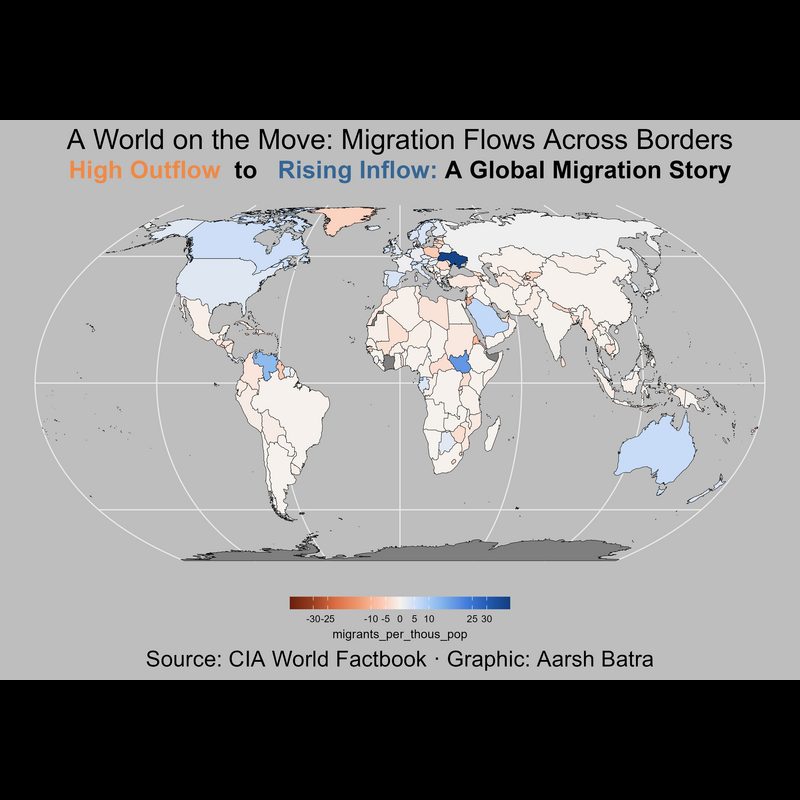 A World on the Move: Migration Flows Across Borders
High Outflow to Rising Inflow: A Global Migration Story
-30 -25 -10 -5 0 5 10 25 30
migrants_per_thous_pop
Source: CIA World Factbook · Graphic: Aarsh Batra